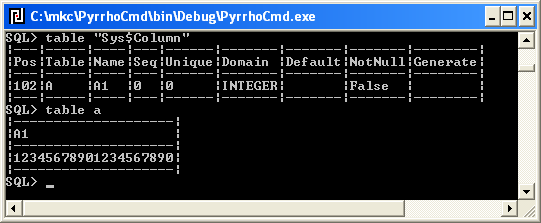 C:\mkc\PyrrhoCmd\bin\Debug\PyrrhoCmd.exe
SQL> table "Sys$Column"
|---|-----|----|---|------|-------|-------|-------|--------|
|Pos|Table|Name|Seq|Unique|Domain |Default|NotNull|Generate|
|---|-----|----|---|------|-------|-------|-------|--------|
|102|A    |A1  |0  |0     |INTEGER|       |False  |        |
|---|-----|----|---|------|-------|-------|-------|--------|
SQL> table a
|--------------------|
|A1                  |
|--------------------|
|12345678901234567890|
|--------------------|
SQL> _